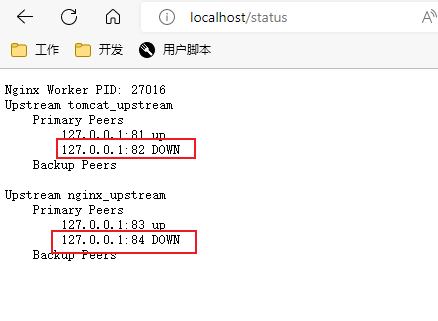 localhost/status
A
工作 开发 用户脚本
Nginx Worker PID: 27016
Upstream tomcat_upstream
Primary Peers
127.0.0.1:81 up
127.0.0.1:82 DOWN
Backup Peers
Upstream nginx_upstream
Primary Peers
127.0.0.1:83 up
127.0.0.1:84 DOWN
Backup Peers